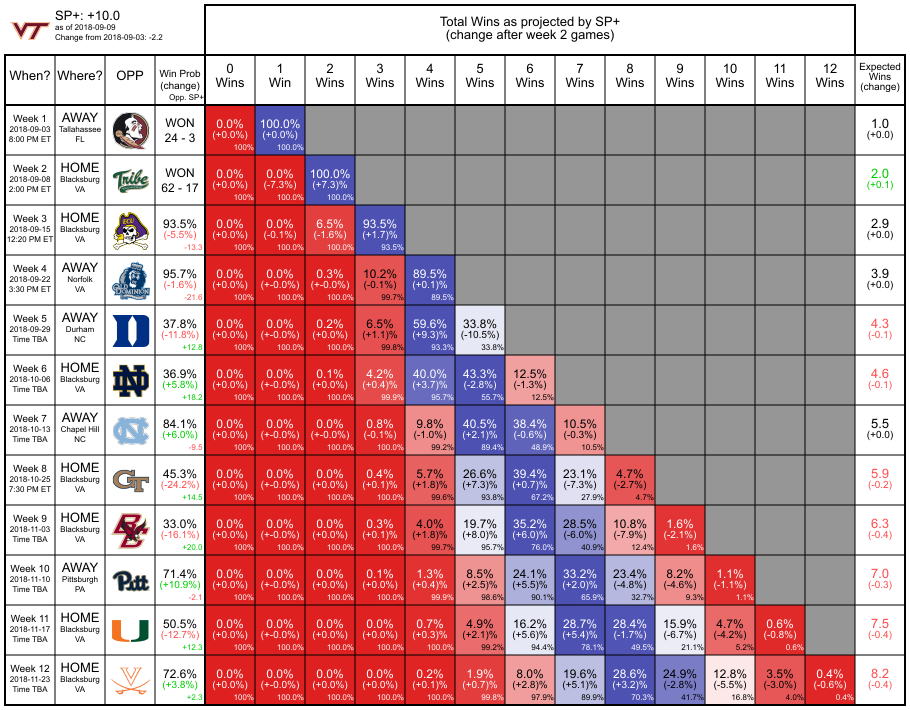 SP+: +10.0
as of 2018-09-09
Change from 2018-09-03: -2.2
Total Wins as projected by SP+
(change after week 2 games)
When? Where? OPP Win Prob (change) Opp. SP+ 0 Wins 1 Win 2 Wins 3 Wins 4 Wins 5 Wins 6 Wins 7 Wins 8 Wins 9 Wins 10 Wins 11 Wins 12 Wins Expected Wins (change)
Week 1 AWAY WON 0.0% 100.0% 1.0
2018-09-03 Tallahassee 24 - 3 (+0.0%) (+0.0%) (+0.0)
8:00 PM ET FL 100% 100.0%
Week 2 HOME Tribe WON 0.0% 0.0% 100.0% 2.0
2018-09-08 Blacksburg 62 - 17 (+0.0%) (-7.3%) (+7.3)% (+0.1)
2:00 PM ET VA 100% 100.0% 100.0%
Week 3 HOME ECU 93.5% 0.0% 0.0% 6.5% 93.5% 2.9
2018-09-15 Blacksburg (-5.5%) (+0.0%) (-0.1%) (-1.6%) (+1.7)% (+0.0)
12:20 PM ET VA -13.3 100% 100.0% 100.0% 93.5%
Week 4 AWAY OLD DOMINION 95.7% 0.0% 0.0% 0.3% 10.2% 89.5% 3.9
2018-09-22 Norfolk (-1.6%) (+0.0%) (+-0.0%) (+-0.0%) (-0.1%) (+0.1)% (+0.0)
3:30 PM ET VA -21.6 100% 100.0% 100.0% 99.7% 89.5%
Week 5 AWAY D 37.8% 0.0% 0.0% 0.2% 6.5% 59.6% 33.8% 4.3
2018-09-29 Durham (-11.8%) (+0.0%) (+-0.0%) (+-0.0%) (+1.1)% (+9.3)% (-10.5%) (-0.1)
Time TBA NC +12.8 100% 100.0% 100.0% 99.8% 93.3% 33.8%
Week 6 HOME ND 36.9% 0.0% 0.0% 0.1% 4.2% 40.0% 43.3% 12.5% 4.6
2018-10-06 Blacksburg (+5.8%) (+0.0%) (+-0.0%) (+-0.0%) (+0.4)% (+3.7)% (-2.8%) (-1.3%) (-0.1)
Time TBA VA +18.2 100% 100.0% 100.0% 99.9% 95.7% 55.7% 12.5%
Week 7 AWAY NC 84.1% 0.0% 0.0% 0.0% 0.8% 9.8% 40.5% 38.4% 10.5% 5.5
2018-10-13 Chapel Hill (+6.0%) (+0.0%) (+-0.0%) (+-0.0%) (-0.1%) (-1.0%) (+2.1)% (-0.6%) (-0.3%) (+0.0)
Time TBA NC -9.5 100% 100.0% 100.0% 100.0% 99.2% 89.4% 48.9% 10.5%
Week 8 HOME GT 45.3% 0.0% 0.0% 0.0% 0.4% 5.7% 26.6% 39.4% 23.1% 4.7% 5.9
2018-10-25 Blacksburg (-24.2%) (+0.0%) (+-0.0%) (+-0.0%) (+0.1)% (+1.8)% (+7.3)% (+0.7)% (-7.3%) (-2.7%) (-0.2)
7:30 PM ET VA +14.5 100% 100.0% 100.0% 100.0% 99.6% 93.8% 67.2% 27.9% 4.7%
Week 9 HOME BC 33.0% 0.0% 0.0% 0.0% 0.3% 4.0% 19.7% 35.2% 28.5% 10.8% 1.6% 6.3
2018-11-03 Blacksburg (-16.1%) (+0.0%) (+-0.0%) (+-0.0%) (+0.1)% (+1.8)% (+8.0)% (+6.0)% (-6.0%) (-7.9%) (-2.1%) (-0.4)
Time TBA VA +20.0 100% 100.0% 100.0% 100.0% 99.7% 95.7% 76.0% 40.9% 12.4% 1.6%
Week 10 AWAY Pitt 71.4% 0.0% 0.0% 0.0% 0.1% 1.3% 8.5% 24.1% 33.2% 23.4% 8.2% 1.1% 7.0
2018-11-10 Pittsburgh (+10.9%) (+0.0%) (+-0.0%) (+-0.0%) (+0.0)% (+0.4)% (+2.5)% (+5.5)% (+2.0)% (-4.8%) (-4.6%) (-1.1%) (-0.3)
Time TBA PA -2.1 100% 100.0% 100.0% 100.0% 99.9% 98.6% 90.1% 65.9% 32.7% 9.3% 1.1%
Week 11 HOME U 50.5% 0.0% 0.0% 0.0% 0.0% 0.7% 4.9% 16.2% 28.7% 28.4% 15.9% 4.7% 0.6% 7.5
2018-11-17 Blacksburg (-12.7%) (+0.0%) (+-0.0%) (+-0.0%) (+0.0)% (+0.3)% (+2.1)% (+5.6)% (+5.4)% (-1.7%) (-6.7%) (-4.2%) (-0.8%) (-0.4)
Time TBA VA +12.3 100% 100.0% 100.0% 100.0% 100.0% 99.2% 94.4% 78.1% 49.5% 21.1% 5.2% 0.6%
Week 12 HOME 72.6% 0.0% 0.0% 0.0% 0.0% 0.2% 1.9% 8.0% 19.6% 28.6% 24.9% 12.8% 3.5% 0.4% 8.2
2018-11-23 Blacksburg (+3.8%) (+0.0%) (+-0.0%) (+-0.0%) (+0.0)% (+0.1)% (+0.7)% (+2.8)% (+5.1)% (+3.2)% (-2.8%) (-5.5%) (-3.0%) (-0.6%) (-0.4)
Time TBA VA +2.3 100% 100.0% 100.0% 100.0% 100.0% 99.8% 97.9% 89.9% 70.3% 41.7% 16.8% 4.0% 0.4%